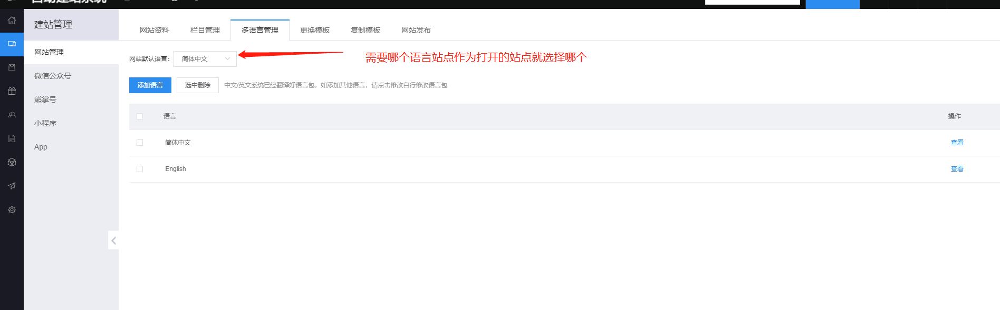 建站管理
网站管理
微信公众号
熊掌号
小程序
App
网站资料 栏目管理 多语言管理 更换模板 复制模板 网站发布
网站默认语言： 简体中文 需要哪个语言站点作为打开的站点就选择哪个
添加语言 选中删除 中文/英文系统已经翻译好语言包，如添加其他语言，请点击修改自行修改语言包
语言 操作
简体中文 查看
English 查看